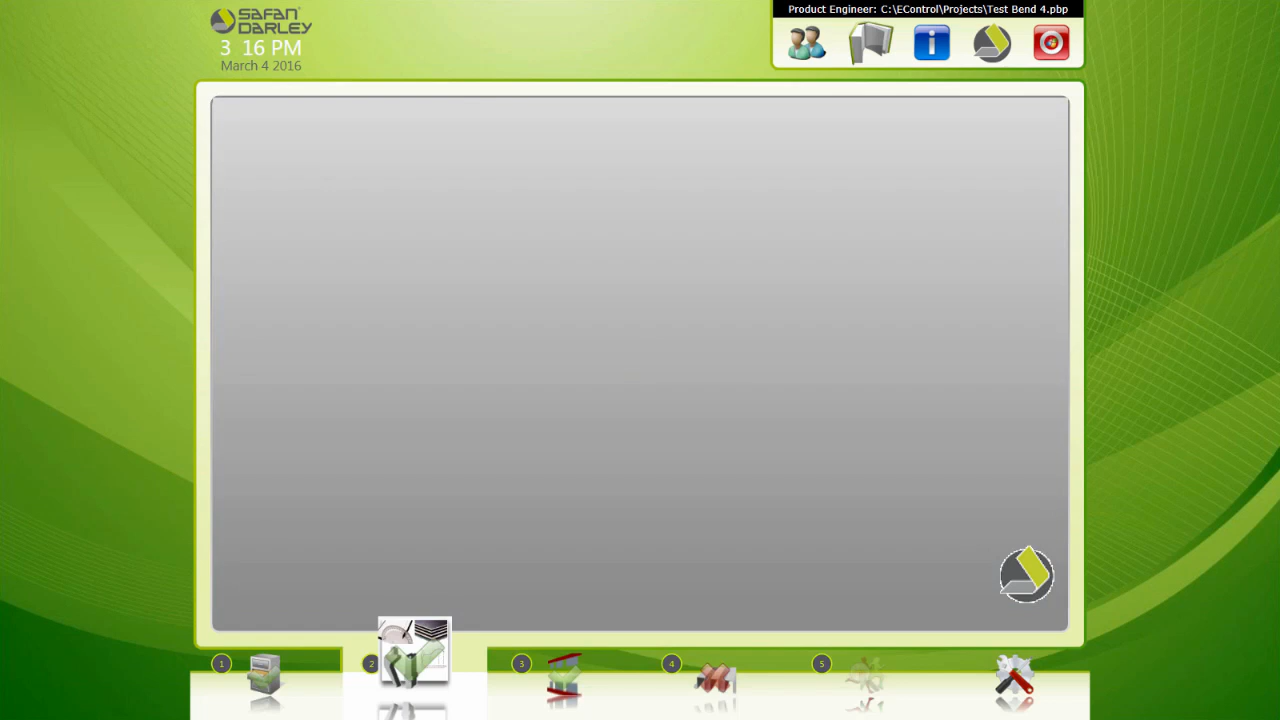 SAFAN
DARLEY
3 16 PM
March 4 2016
Product Engineer: C:\EControl\Projects\Test Bend 4.pbp
1
2
3
4
5